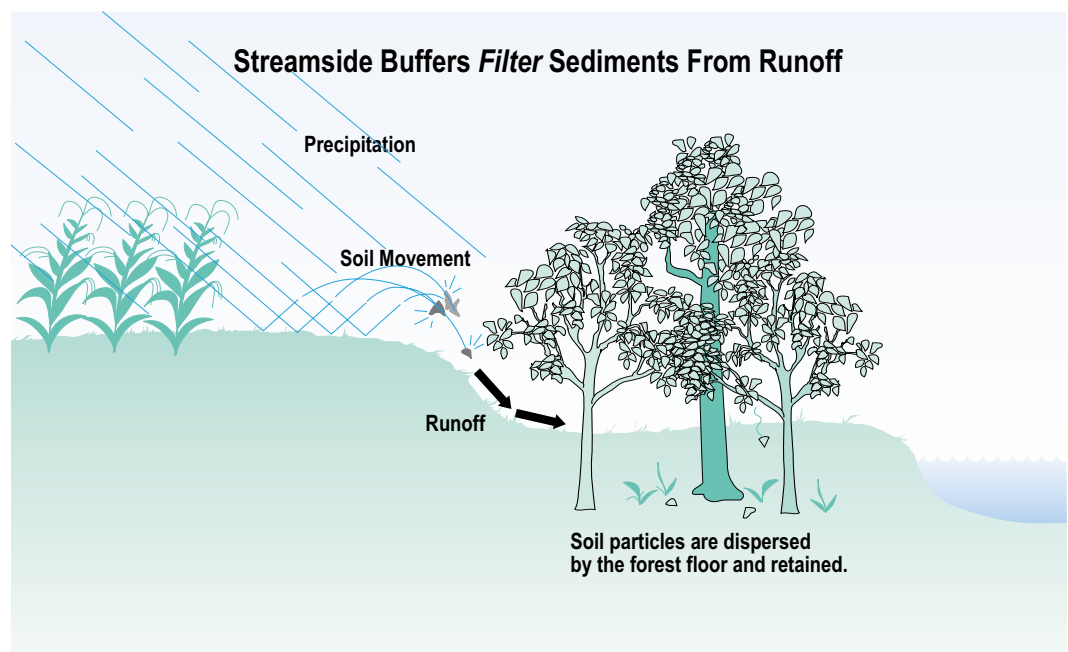 Streamside Buffers Filter Sediments From Runoff
Precipitation
Soil Movement
Runoff
Soil particles are dispersed
by the forest floor and retained.